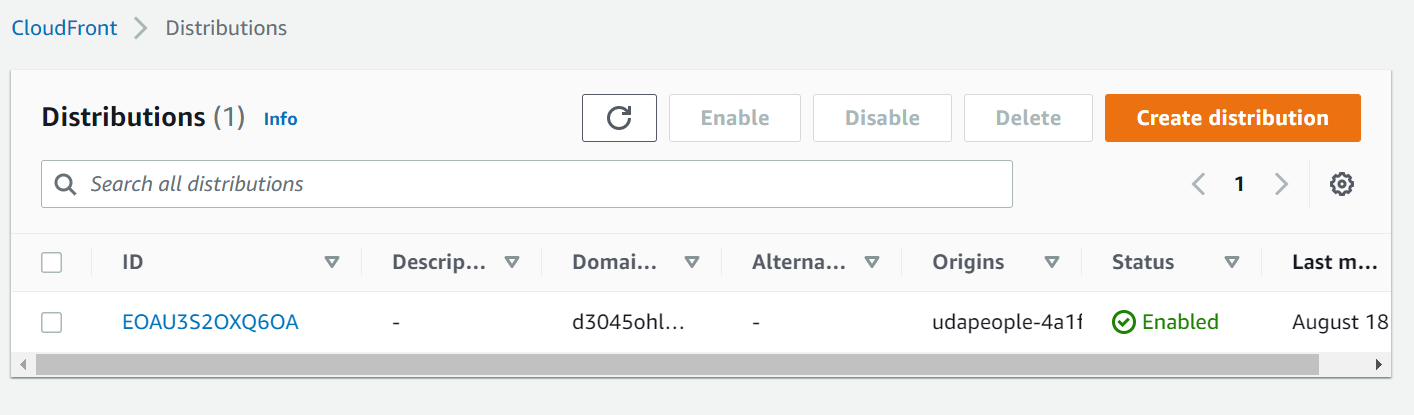 CloudFront > Distributions
Distributions (1) Info
Enable Disable Delete Create distribution
Search all distributions
1
ID Descrip... Domai... Alterna... Origins Status Last m...
EOAU3S2OXQ6OA - d3045ohl... - udapeople-4a1f Enabled August 18